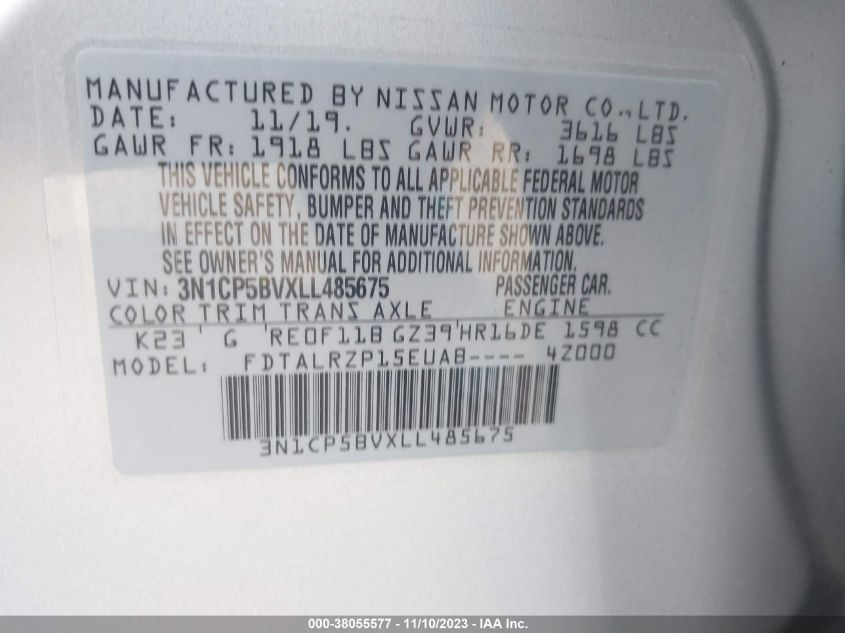 MANUFACTURED BY NISSAN MOTOR CO., LTD.
DATE: 11/19. GVWR: 3616 LBS
GAWR FR: 1918 LBS GAWR RR: 1698 LBS
THIS VEHICLE CONFORMS TO ALL APPLICABLE FEDERAL MOTOR
VEHICLE SAFETY, BUMPER AND THEFT PREVENTION STANDARDS
IN EFFECT ON THE DATE OF MANUFACTURE SHOWN ABOVE.
SEE OWNER'S MANUAL FOR ADDITIONAL INFORMATION.
VIN: 3N1CP5BVXLL485675 PASSENGER CAR.
COLOR TRIM TRANS AXLE ENGINE
K23 G RE0F11B GZ39 HR16DE 1598 CC
MODEL: FDTALRZP15EUAB---- 4Z000
3N1CP5BVXLL485675
000-38055577 - 11/10/2023 - IAA Inc.